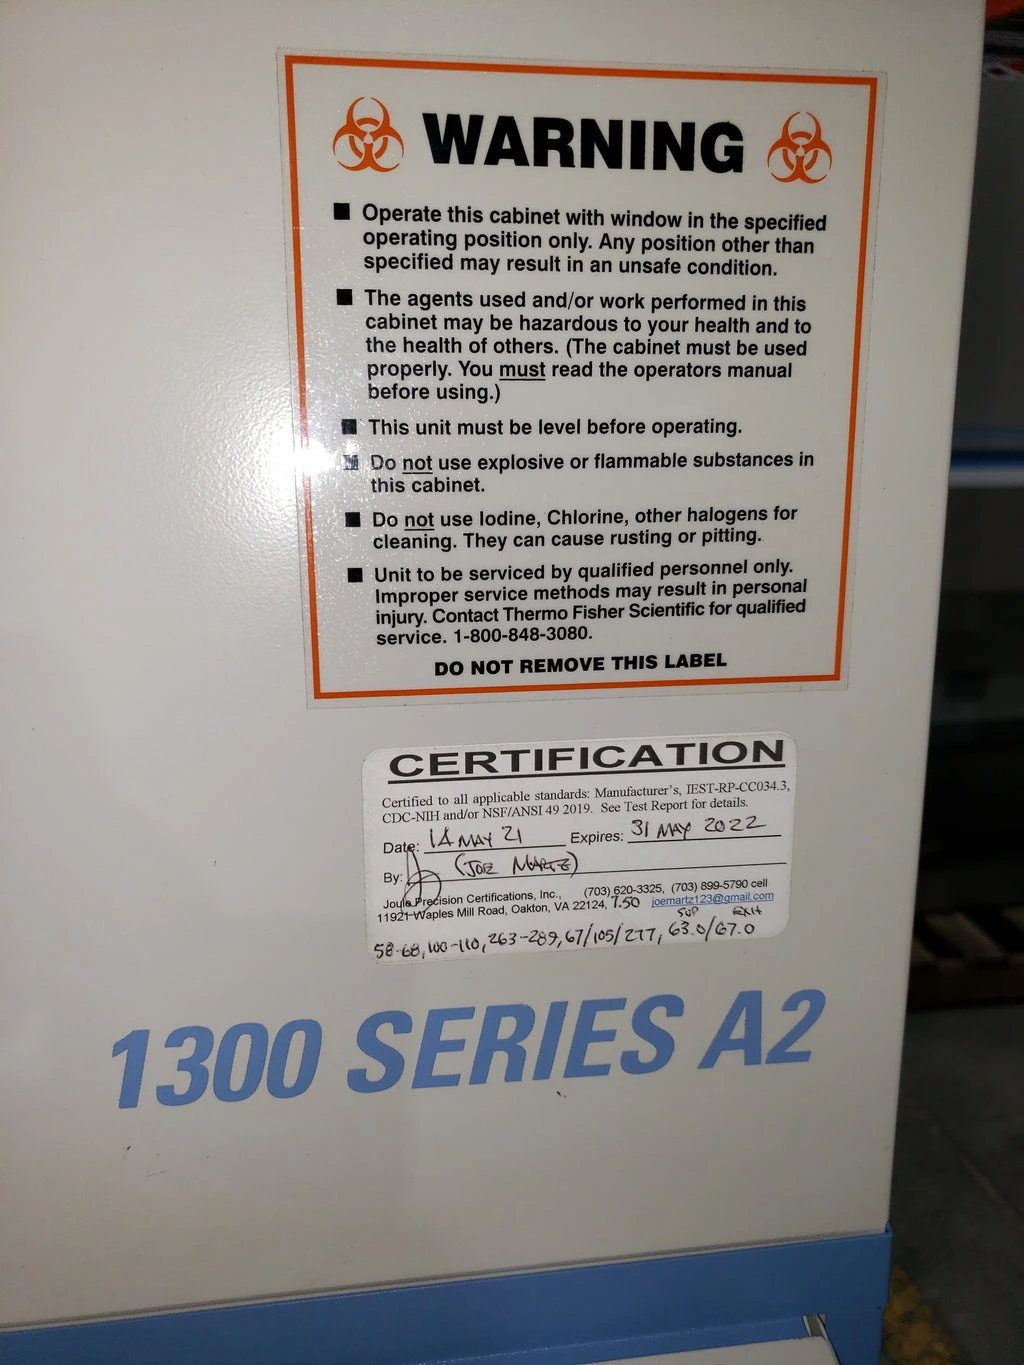 WARNING
■ Operate this cabinet with window in the specified
operating position only. Any position other than
specified may result in an unsafe condition.
■ The agents used and/or work performed in this
cabinet may be hazardous to your health and to
the health of others. (The cabinet must be used
properly. You must read the operators manual
before using.)
■ This unit must be level before operating.
■ Do not use explosive or flammable substances in
this cabinet.
■ Do not use Iodine, Chlorine, other halogens for
cleaning. They can cause rusting or pitting.
■ Unit to be serviced by qualified personnel only.
Improper service methods may result in personal
injury. Contact Thermo Fisher Scientific for qualified
service. 1-800-848-3080.
DO NOT REMOVE THIS LABEL
CERTIFICATION
Certified to all applicable standards: Manufacturer's, IEST-RP-CC034.3,
CDC-NIH and/or NSF/ANSI 49 2019. See Test Report for details.
Date: 14 MAY 21 Expires: 31 MAY 2022
By: (JOE MARTZ)
Joule Precision Certifications, Inc., (703) 620-3325, (703) 899-5790 cell
11921 Waples Mill Road, Oakton, VA 22124, 7.50 joemartz123@gmail.com
SUP EXH
58-68, 100-110, 263-289, 67/105/277, 63.0/67.0
1300 SERIES A2